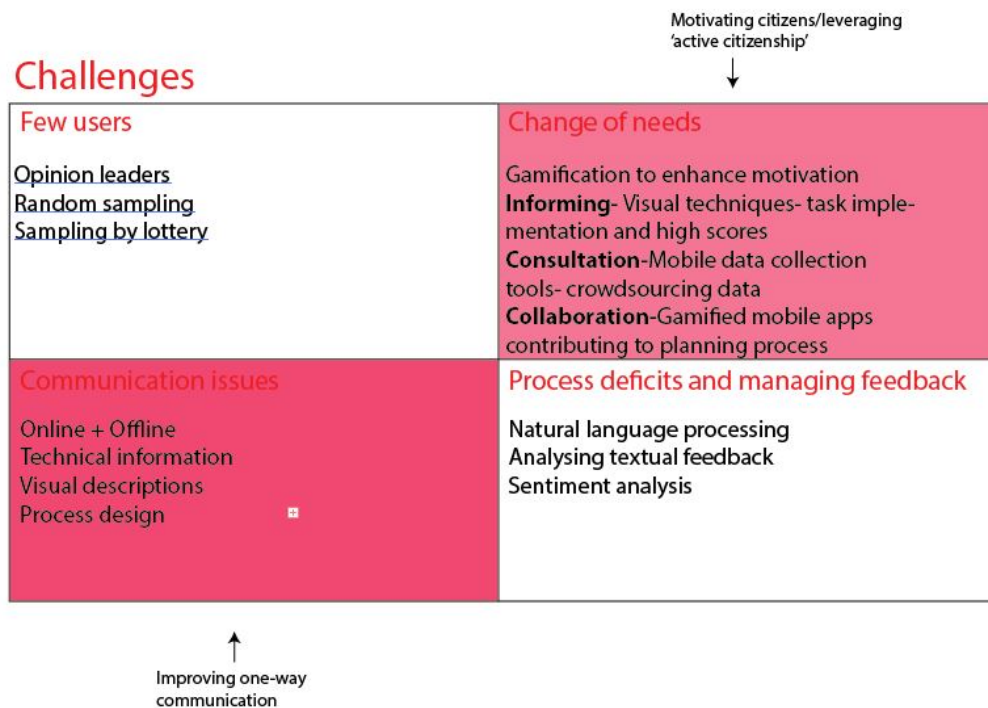 Motivating citizens/leveraging
'active citizenship'
Challenges
Few users
Opinion leaders
Random sampling
Sampling by lottery
Change of needs
Gamification to enhance motivation
Informing- Visual techniques- task imple-
mentation and high scores
Consultation-Mobile data collection
tools- crowdsourcing data
Collaboration-Gamified mobile apps
contributing to planning process
Communication issues
Online + Offline
Technical information
Visual descriptions
Process design
Process deficits and managing feedback
Natural language processing
Analysing textual feedback
Sentiment analysis
Improving one-way
communication